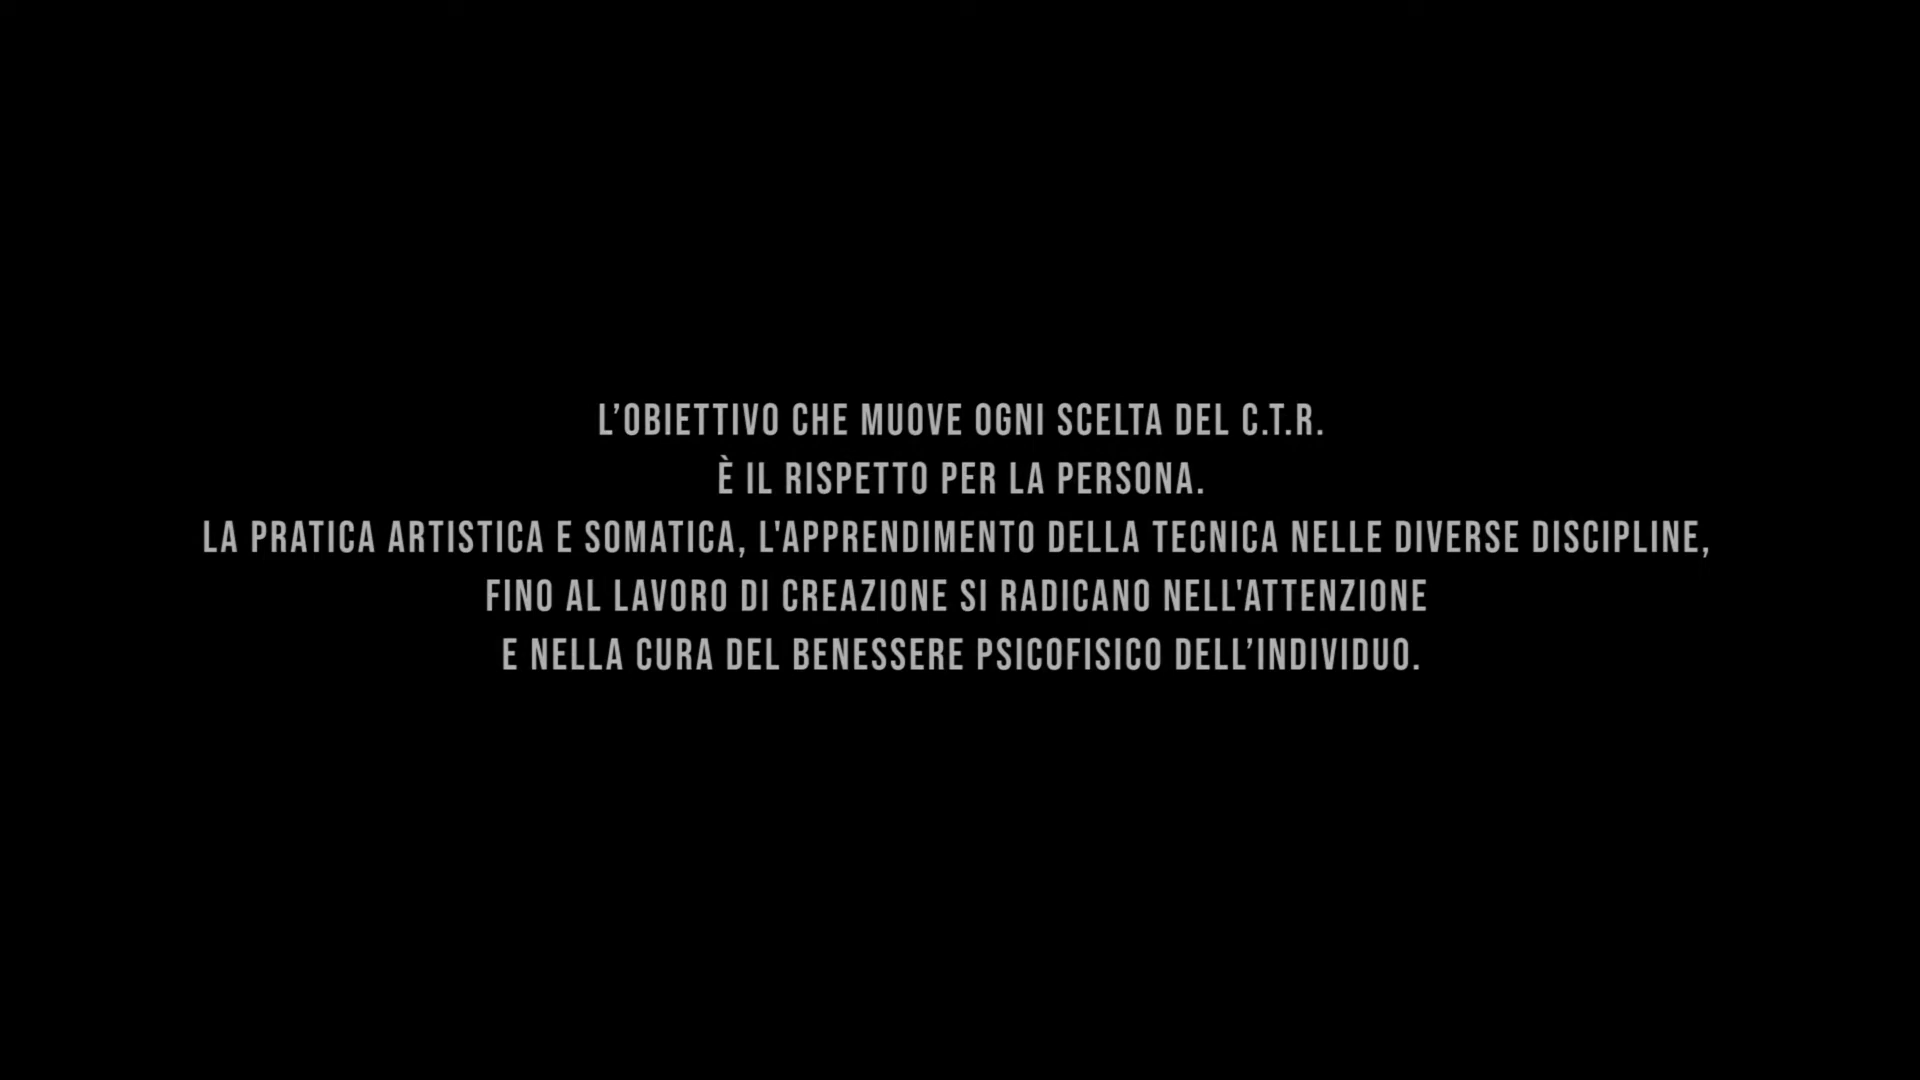 L’OBIETTIVO CHE MUOVE OGNI SCELTA DEL C.T.R.
È IL RISPETTO PER LA PERSONA.
LA PRATICA ARTISTICA E SOMATICA, L'APPRENDIMENTO DELLA TECNICA NELLE DIVERSE DISCIPLINE,
FINO AL LAVORO DI CREAZIONE SI RADICANO NELL'ATTENZIONE
E NELLA CURA DEL BENESSERE PSICOFISICO DELL’INDIVIDUO.